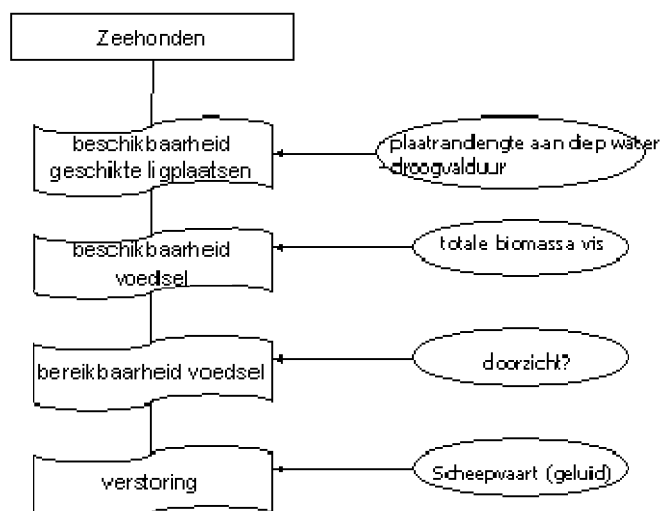 Zeehonden
beschikbaarheid
geschikte ligplaatsen
-plaatrandlengte aan diep water
-droogvalduur
beschikbaarheid
voedsel
totale biomassa vis
bereikbaarheid voedsel
doorzicht?
verstoring
Scheepvaart (geluid)